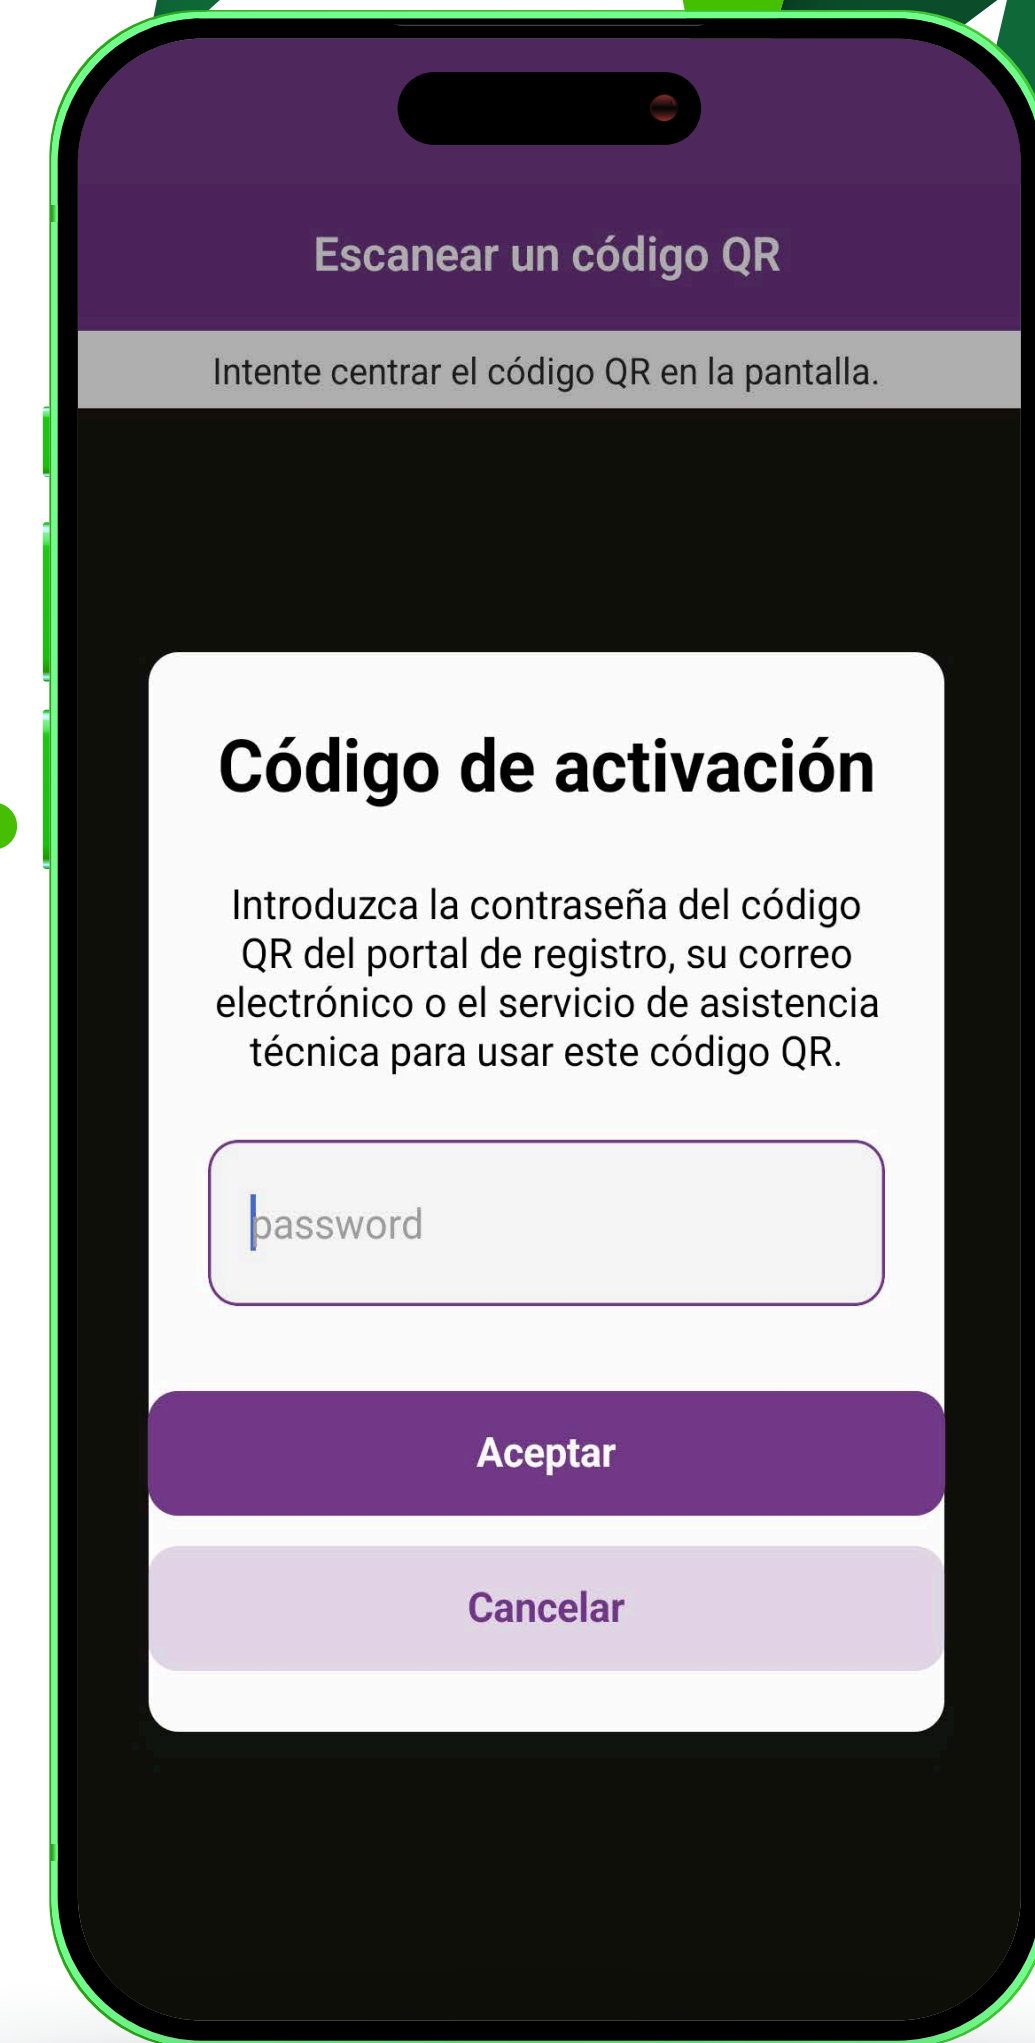 Escanear un código QR
Intente centrar el código QR en la pantalla.
Código de activación
Introduzca la contraseña del código
QR del portal de registro, su correo
electrónico o el servicio de asistencia
técnica para usar este código QR.
password
Aceptar
Cancelar